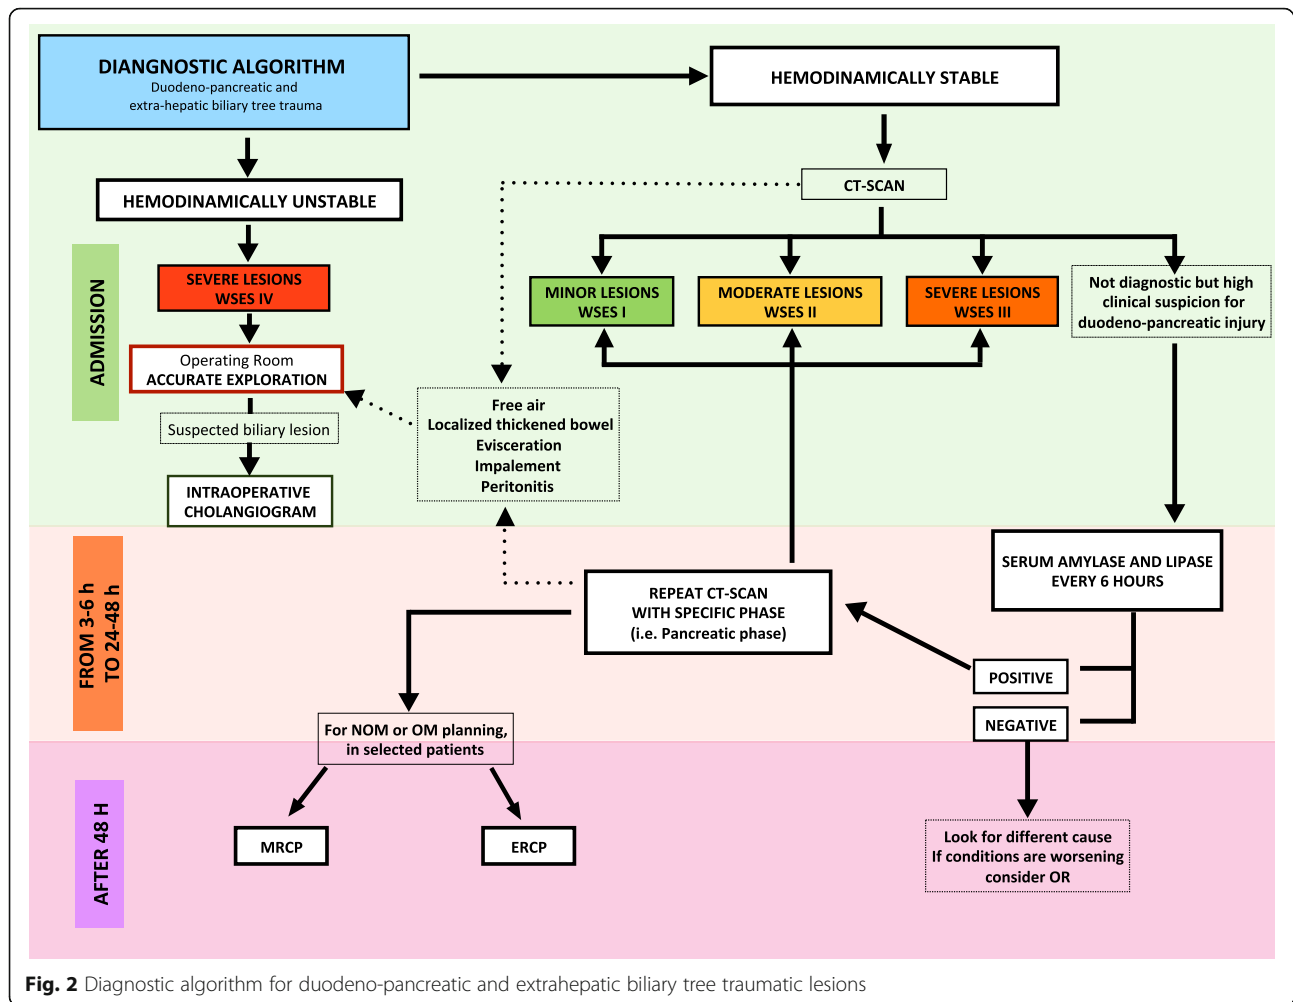 DIANGNOSTIC ALGORITHM
Duodeno-pancreatic and
extra-hepatic biliary tree trauma
HEMODINAMICALLY STABLE
HEMODINAMICALLY UNSTABLE
CT-SCAN
ADMISSION
SEVERE LESIONS
WSES IV
MINOR LESIONS
WSES I
MODERATE LESIONS
WSES II
SEVERE LESIONS
WSES III
Not diagnostic but high
clinical suspicion for
duodeno-pancreatic injury
Operating Room
ACCURATE EXPLORATION
Suspected biliary lesion
INTRAOPERATIVE
CHOLANGIOGRAM
Free air
Localized thickened bowel
Evisceration
Impalement
Peritonitis
FROM 3-6 h
TO 24-48 h
SERUM AMYLASE AND LIPASE
EVERY 6 HOURS
REPEAT CT-SCAN
WITH SPECIFIC PHASE
(i.e. Pancreatic phase)
POSITIVE
NEGATIVE
For NOM or OM planning,
in selected patients
AFTER 48 H
MRCP
ERCP
Look for different cause
If conditions are worsening
consider OR
Fig. 2 Diagnostic algorithm for duodeno-pancreatic and extrahepatic biliary tree traumatic lesions